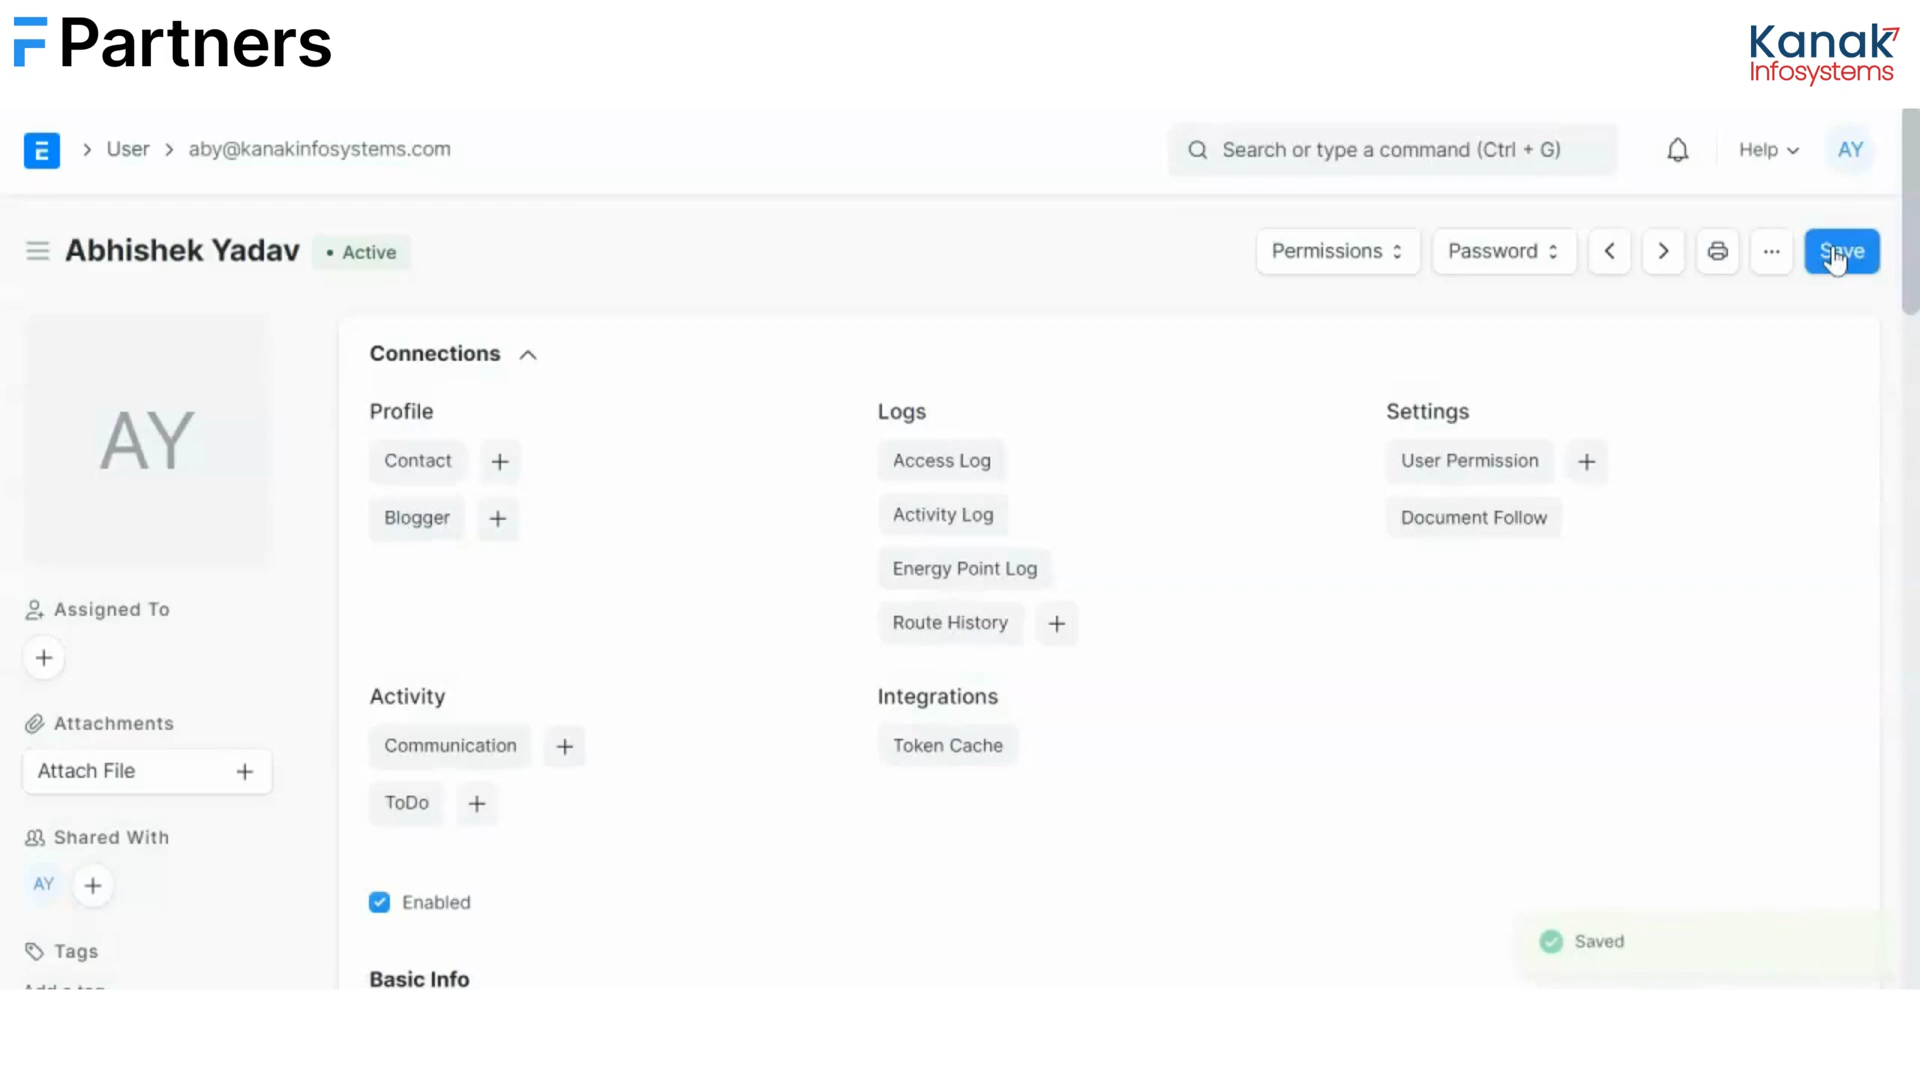 Partners
Kanak
Infosystems
E > User > aby@kanakinfosystems.com
Search or type a command (Ctrl + G)
Help
AY
Abhishek Yadav
• Active
Permissions
Password
Save
AY
Connections
Profile
Contact +
Blogger +
Logs
Access Log
Activity Log
Energy Point Log
Route History +
Settings
User Permission +
Document Follow
Activity
Communication +
ToDo +
Integrations
Token Cache
Assigned To
+
Attachments
Attach File +
Shared With
AY +
Tags
Enabled
Basic Info
Saved